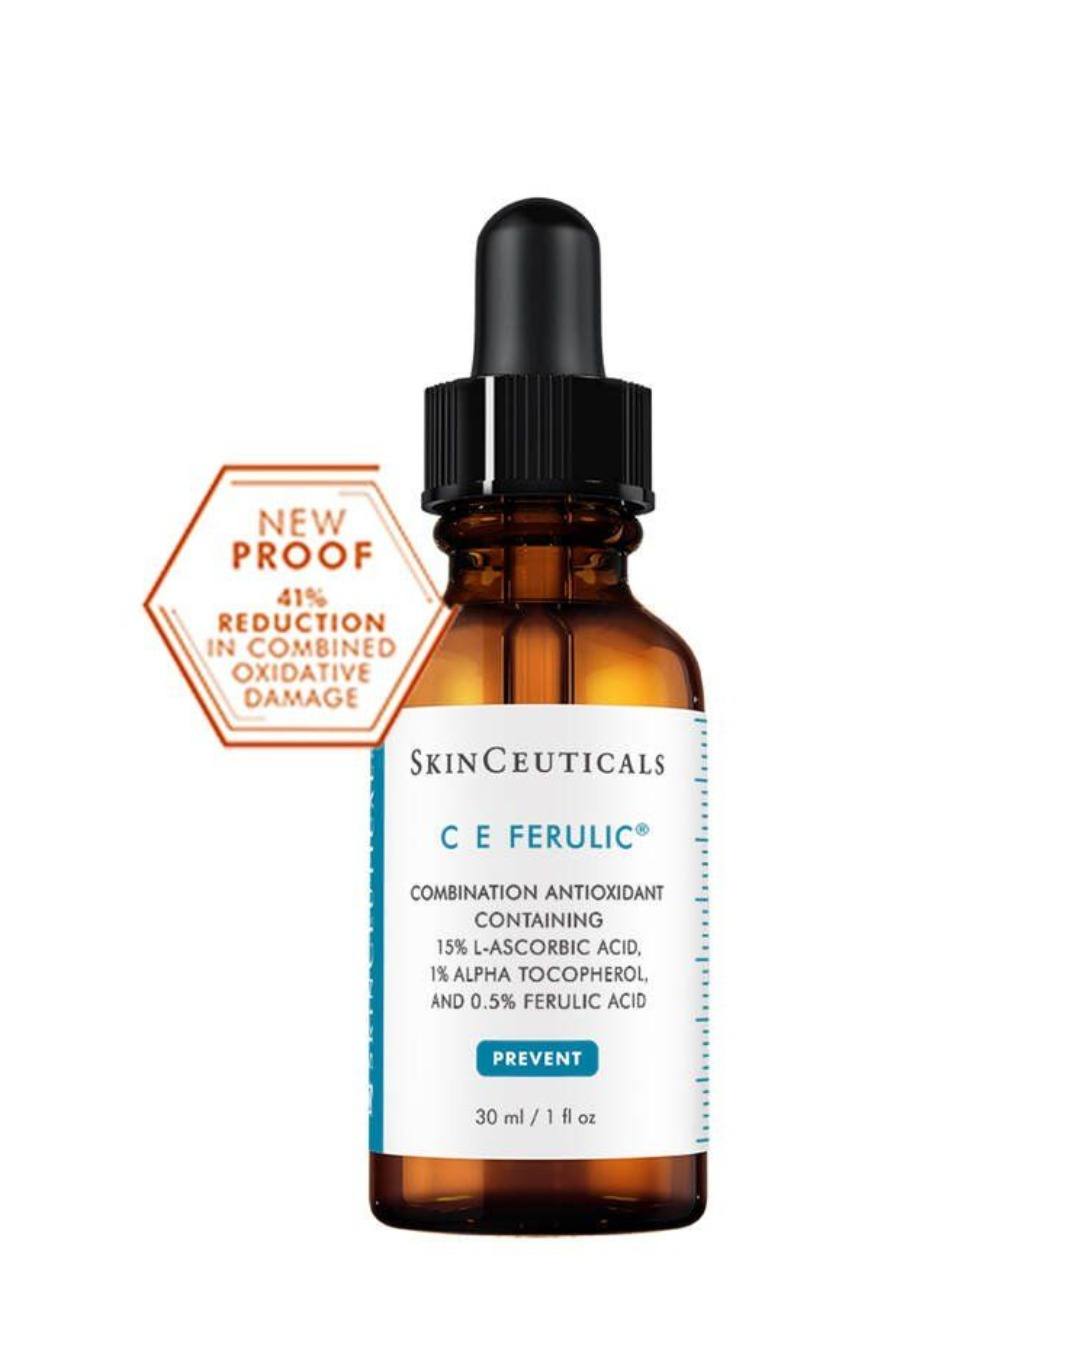 NEW
PROOF
41%
REDUCTION
IN COMBINED
OXIDATIVE
DAMAGE
SKINCEUTICALS
C E FERULIC®
COMBINATION ANTIOXIDANT
CONTAINING
15% L-ASCORBIC ACID,
1% ALPHA TOCOPHEROL,
AND 0.5% FERULIC ACID
PREVENT
30 ml / 1 fl oz